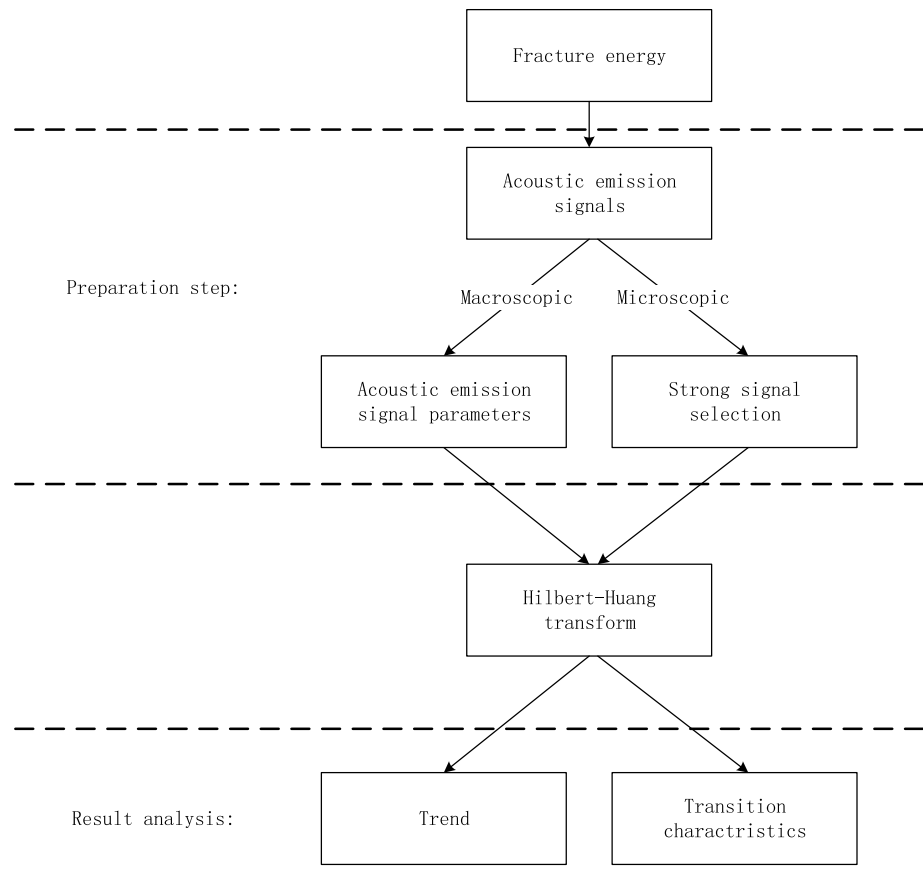 Fracture energy
Acoustic emission
signals
Preparation step:
Macroscopic
Microscopic
Acoustic emission
signal parameters
Strong signal
selection
Hilbert-Huang
transform
Result analysis:
Trend
Transition
charactristics